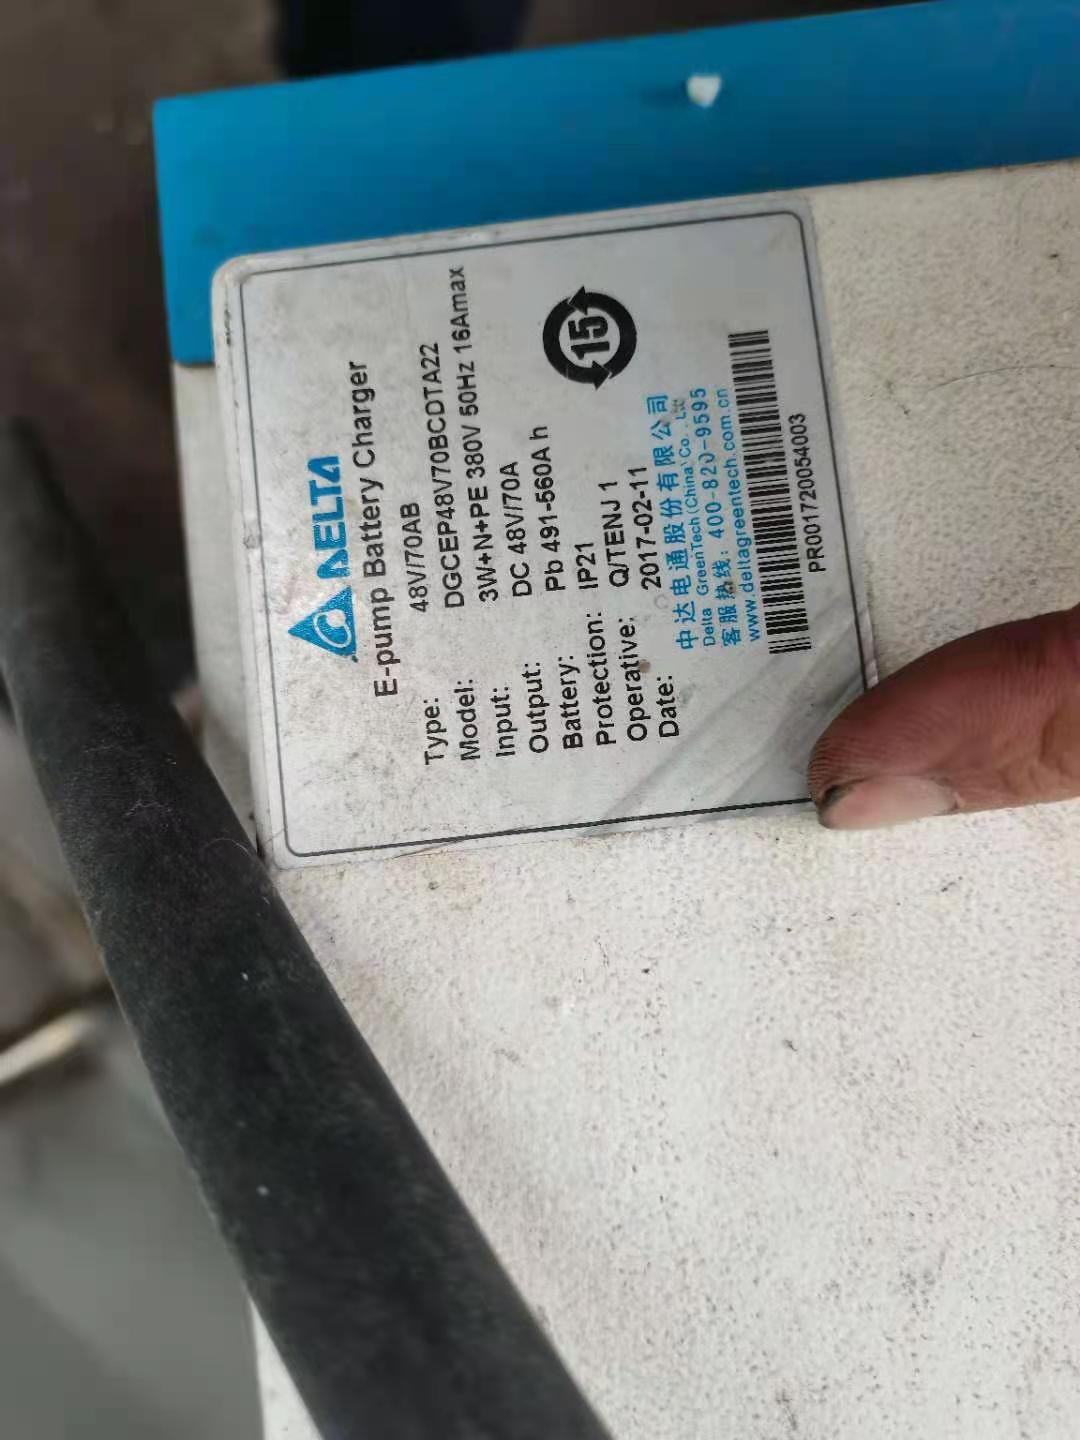 DELTA
E-pump Battery Charger
Type: 48V/70AB
Model: DGCEP48V70BCDTA22
Input: 3W+N+PE 380V 50Hz 16Amax
Output: DC 48V/70A
Battery: Pb 491-560A h
Protection: IP21
Operative: Q/TENJ 1
Date: 2017-02-11
15
中达电通股份有限公司
Delta GreenTech(China)Co., Ltd
客服热线: 400-820-9595
www.deltagreentech.com.cn
PR001720054003